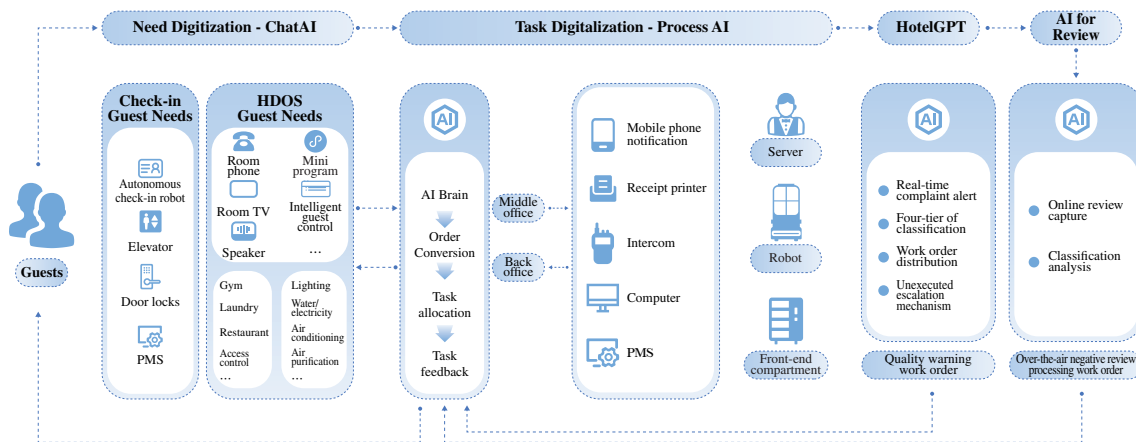 Need Digitization - ChatAI
Task Digitalization - Process AI
HotelGPT
AI for
Review
Guests
Check-in
Guest Needs
Autonomous
check-in robot
Elevator
Door locks
PMS
HDOS
Guest Needs
Room
phone
Mini
program
Room TV
Intelligent
guest
control
Speaker
...
Gym
Laundry
Restaurant
Access
control
...
Lighting
Water/
electricity
Air
conditioning
Air
purification
...
AI
AI Brain
Order
Conversion
Task
allocation
Task
feedback
Middle
office
Back
office
Mobile phone
notification
Receipt printer
Intercom
Computer
PMS
Server
Robot
Front-end
compartment
AI
Real-time
complaint alert
Four-tier of
classification
Work order
distribution
Unexecuted
escalation
mechanism
Quality warning
work order
AI
Online review
capture
Classification
analysis
Over-the-air negative review
processing work order